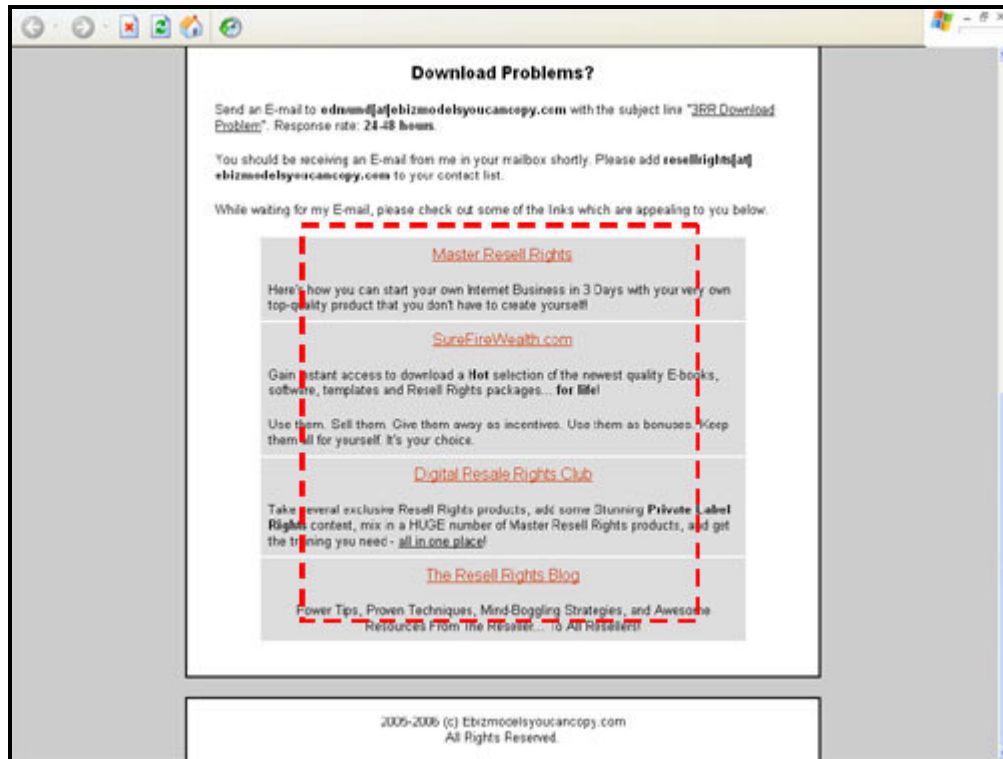 Download Problems?
Send an E-mail to edmund[at]ebizmodelsyoucancopy.com with the subject line "3RR Download
Problem". Response rate: 24-48 hours.
You should be receiving an E-mail from me in your mailbox shortly. Please add resellrights[at]
ebizmodelsyoucancopy.com to your contact list.
While waiting for my E-mail, please check out some of the links which are appealing to you below.
Master Resell Rights
Here's how you can start your own Internet Business in 3 Days with your very own
top-quality product that you don't have to create yourself!
SureFireWealth.com
Gain instant access to download a Hot selection of the newest quality E-books,
software, templates and Resell Rights packages... for life!
Use them. Sell them. Give them away as incentives. Use them as bonuses. Keep
them all for yourself. It's your choice.
Digital Resale Rights Club
Take several exclusive Resell Rights products, add some Stunning Private Label
Rights content, mix in a HUGE number of Master Resell Rights products, and get
the training you need - all in one place!
The Resell Rights Blog
Power Tips, Proven Techniques, Mind-Boggling Strategies, and Awesome
Resources From The Reseller... To All Resellers!
2005-2006 (c) Ebizmodelsyoucancopy.com
All Rights Reserved.